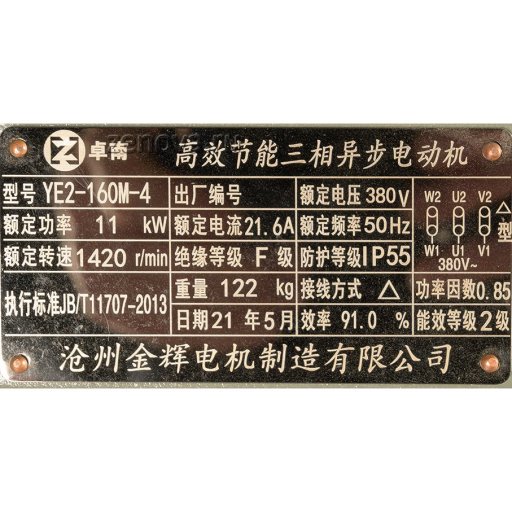 zenova.ru
卓南 高效节能三相异步电动机
型号 YE2-160M-4 出厂编号 额定电压 380V W2 U2 V2
额定功率 11 kW 额定电流 21.6A 额定频率 50Hz △型
额定转速 1420 r/min 绝缘等级 F 级 防护等级 IP55 W1 U1 V1
380V~
执行标准 JB/T11707-2013 重量 122 kg 接线方式 △ 功率因数 0.85
日期 21 年 5 月 效率 91.0 % 能效等级 2 级
沧州金辉电机制造有限公司